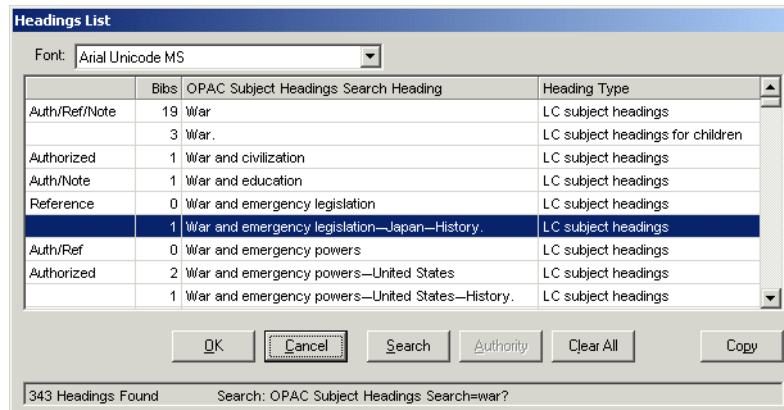 Headings List
Font: Arial Unicode MS
Bibs OPAC Subject Headings Search Heading Heading Type
Auth/Ref/Note 19 War LC subject headings
3 War. LC subject headings for children
Authorized 1 War and civilization LC subject headings
Auth/Note 1 War and education LC subject headings
Reference 0 War and emergency legislation LC subject headings
1 War and emergency legislation—Japan—History. LC subject headings
Auth/Ref 0 War and emergency powers LC subject headings
Authorized 2 War and emergency powers—United States LC subject headings
1 War and emergency powers—United States—History. LC subject headings
OK Cancel Search Authority Clear All Copy
343 Headings Found Search: OPAC Subject Headings Search=war?